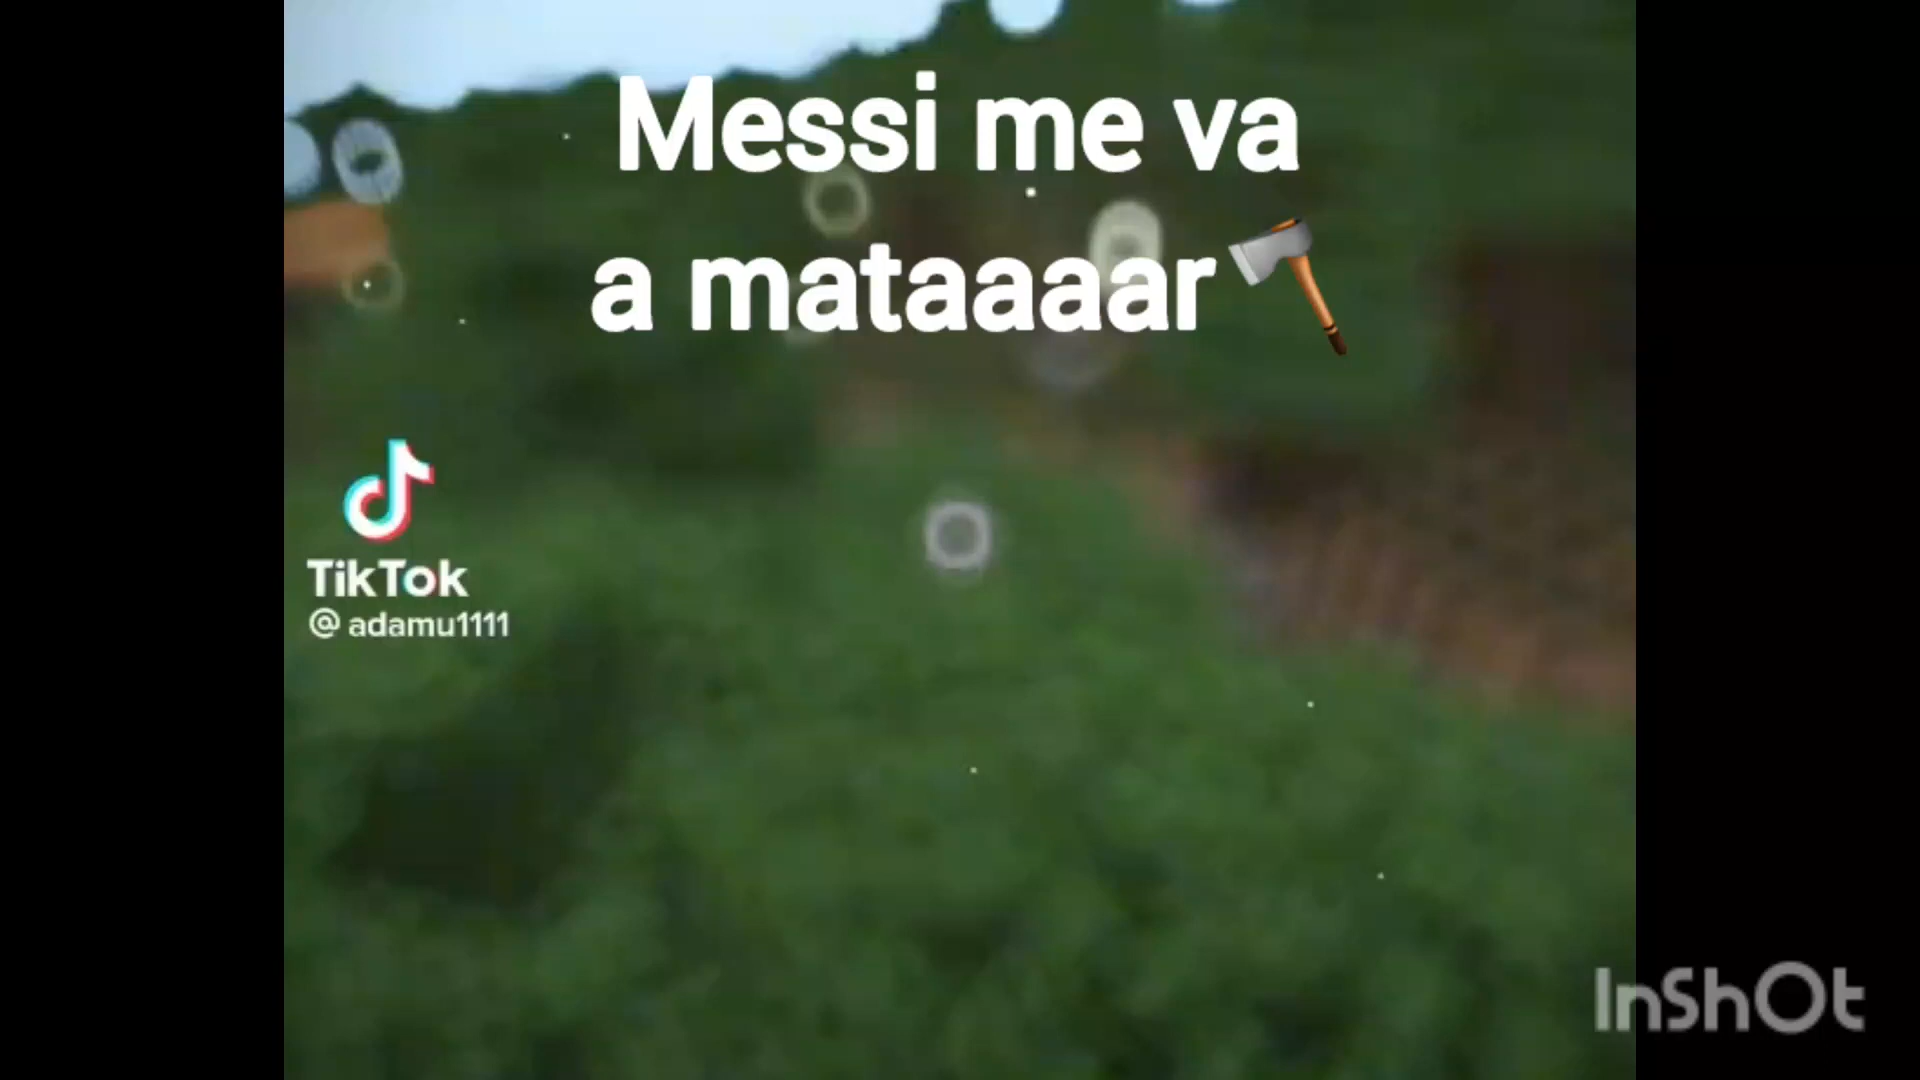 Messi me va
a mataaaar🪓
TikTok
@adamu1111
InShOt